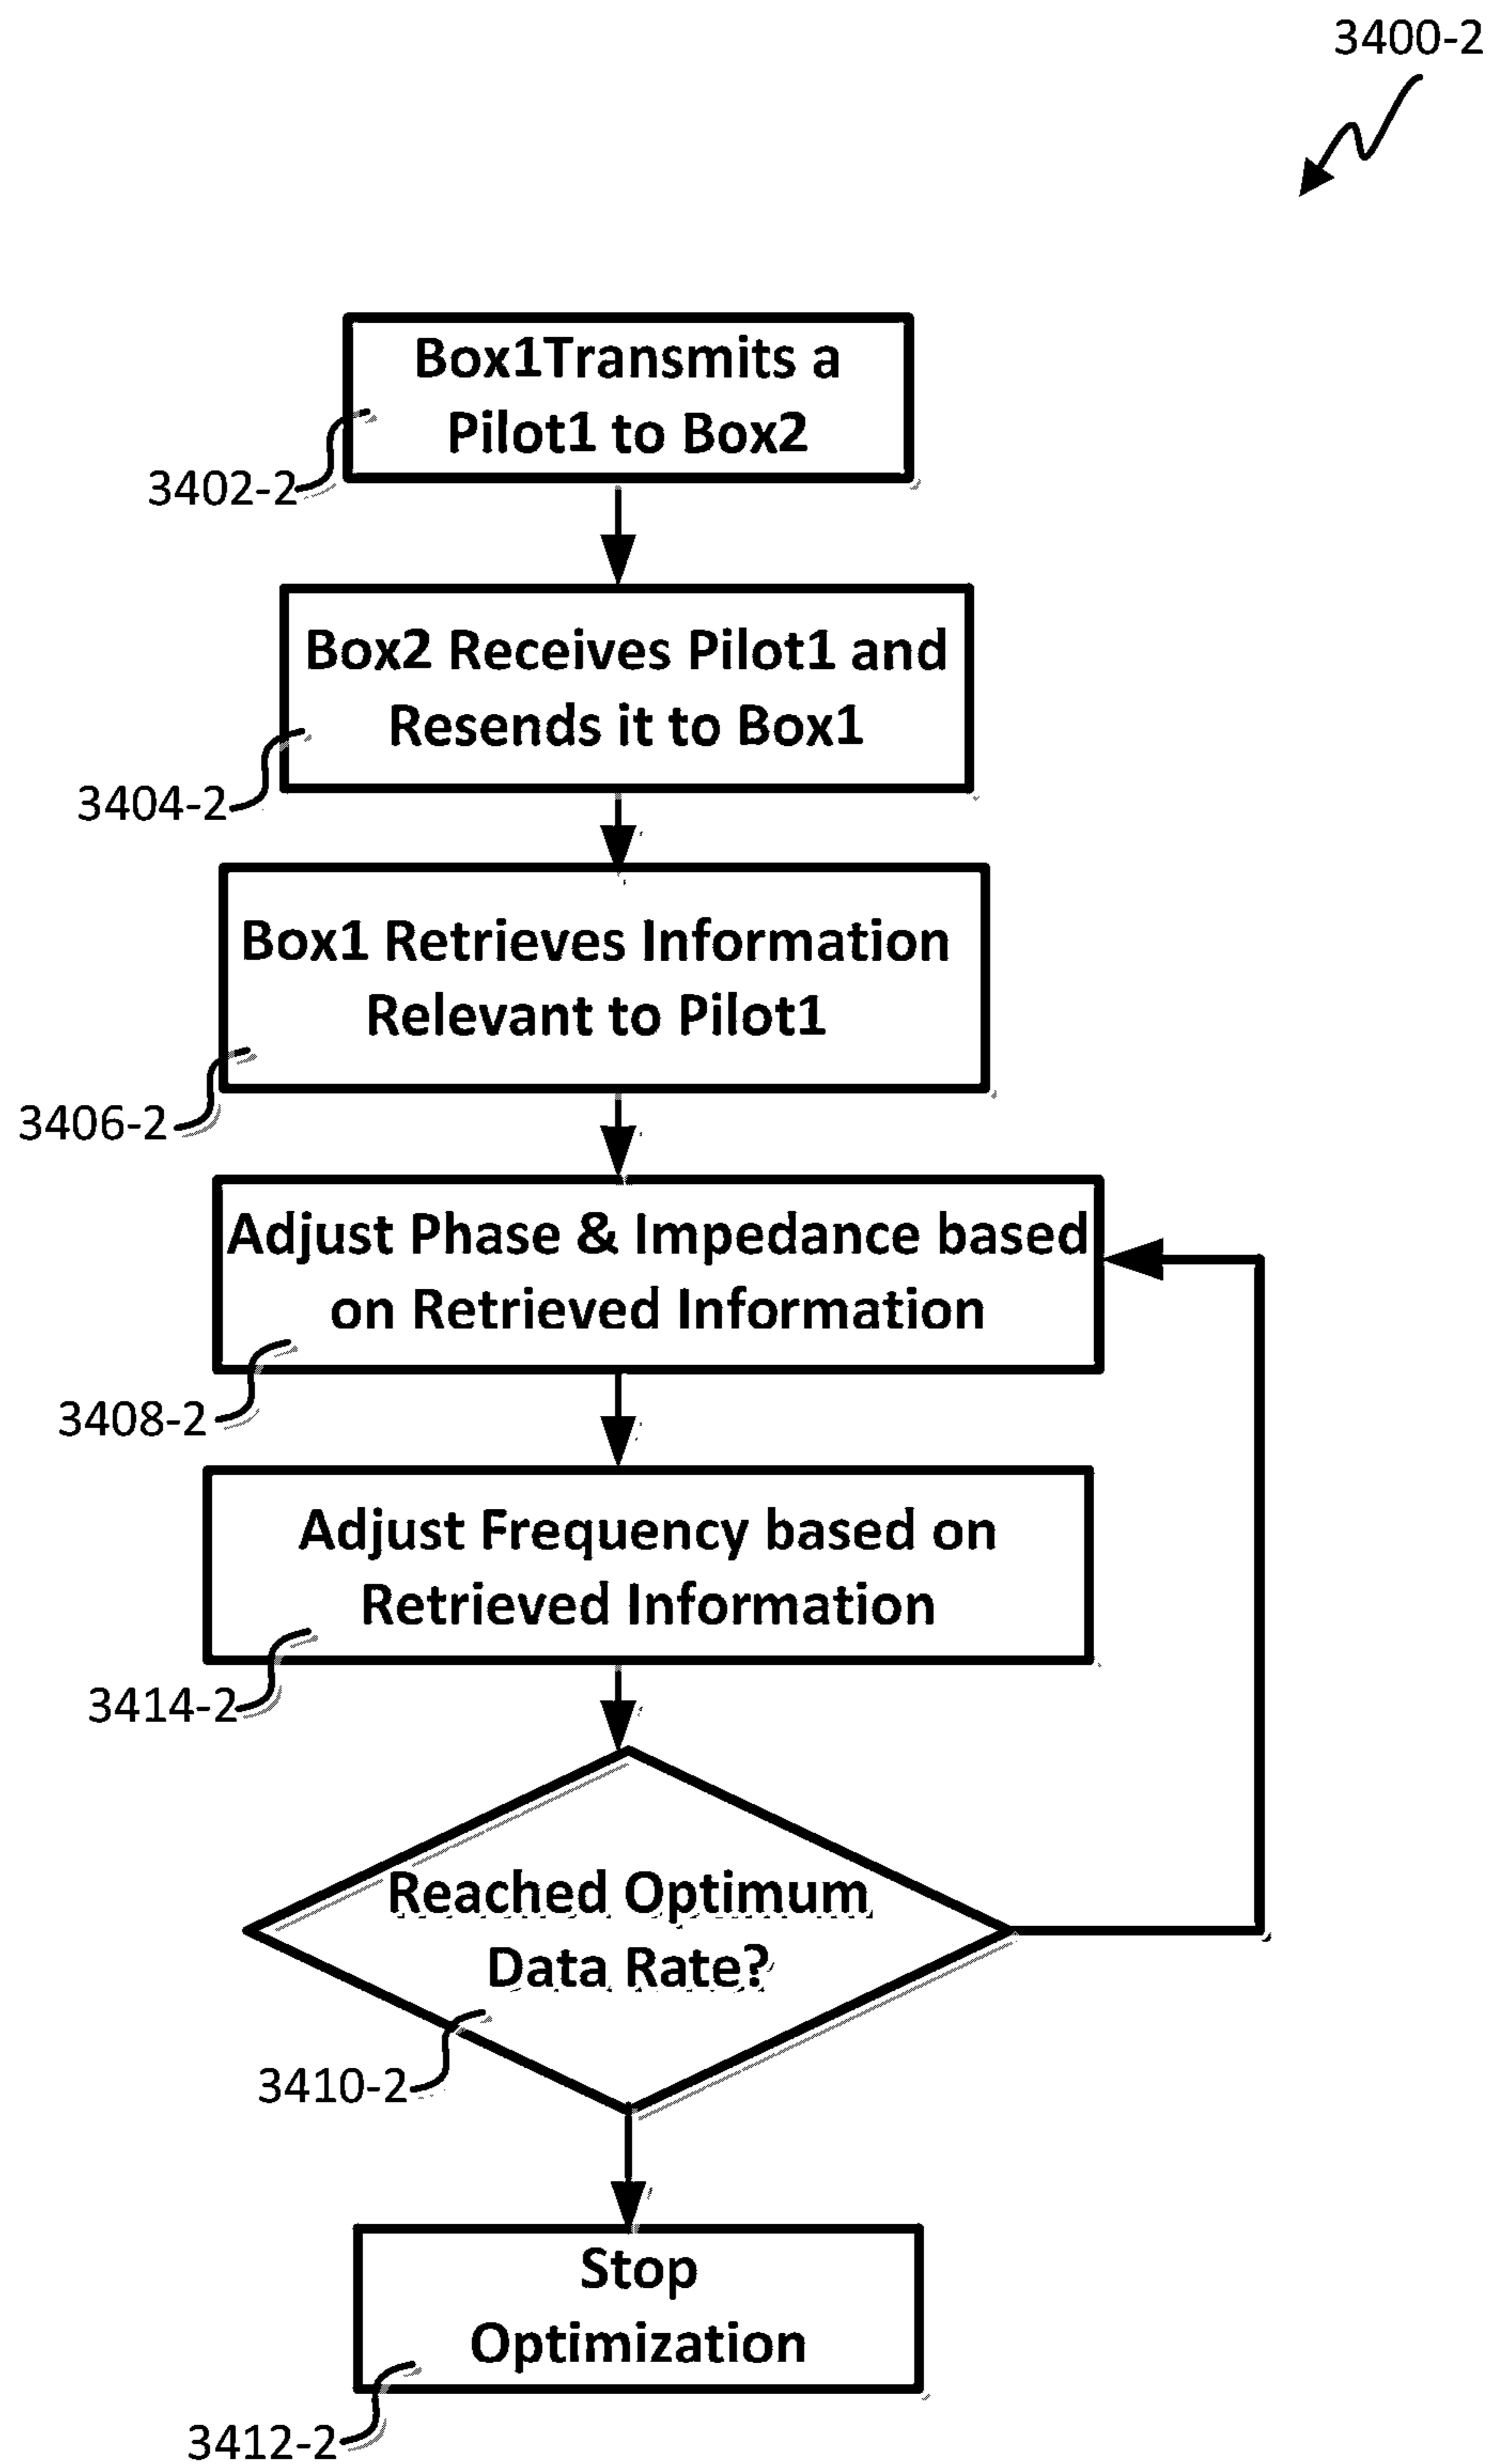 3400-2
Box1Transmits a
Pilot1 to Box2
3402-2
Box2 Receives Pilot1 and
Resends it to Box1
3404-2
Box1 Retrieves Information
Relevant to Pilot1
3406-2
Adjust Phase & Impedance based
on Retrieved Information
3408-2
Adjust Frequency based on
Retrieved Information
3414-2
Reached Optimum
Data Rate?
3410-2
Stop
Optimization
3412-2